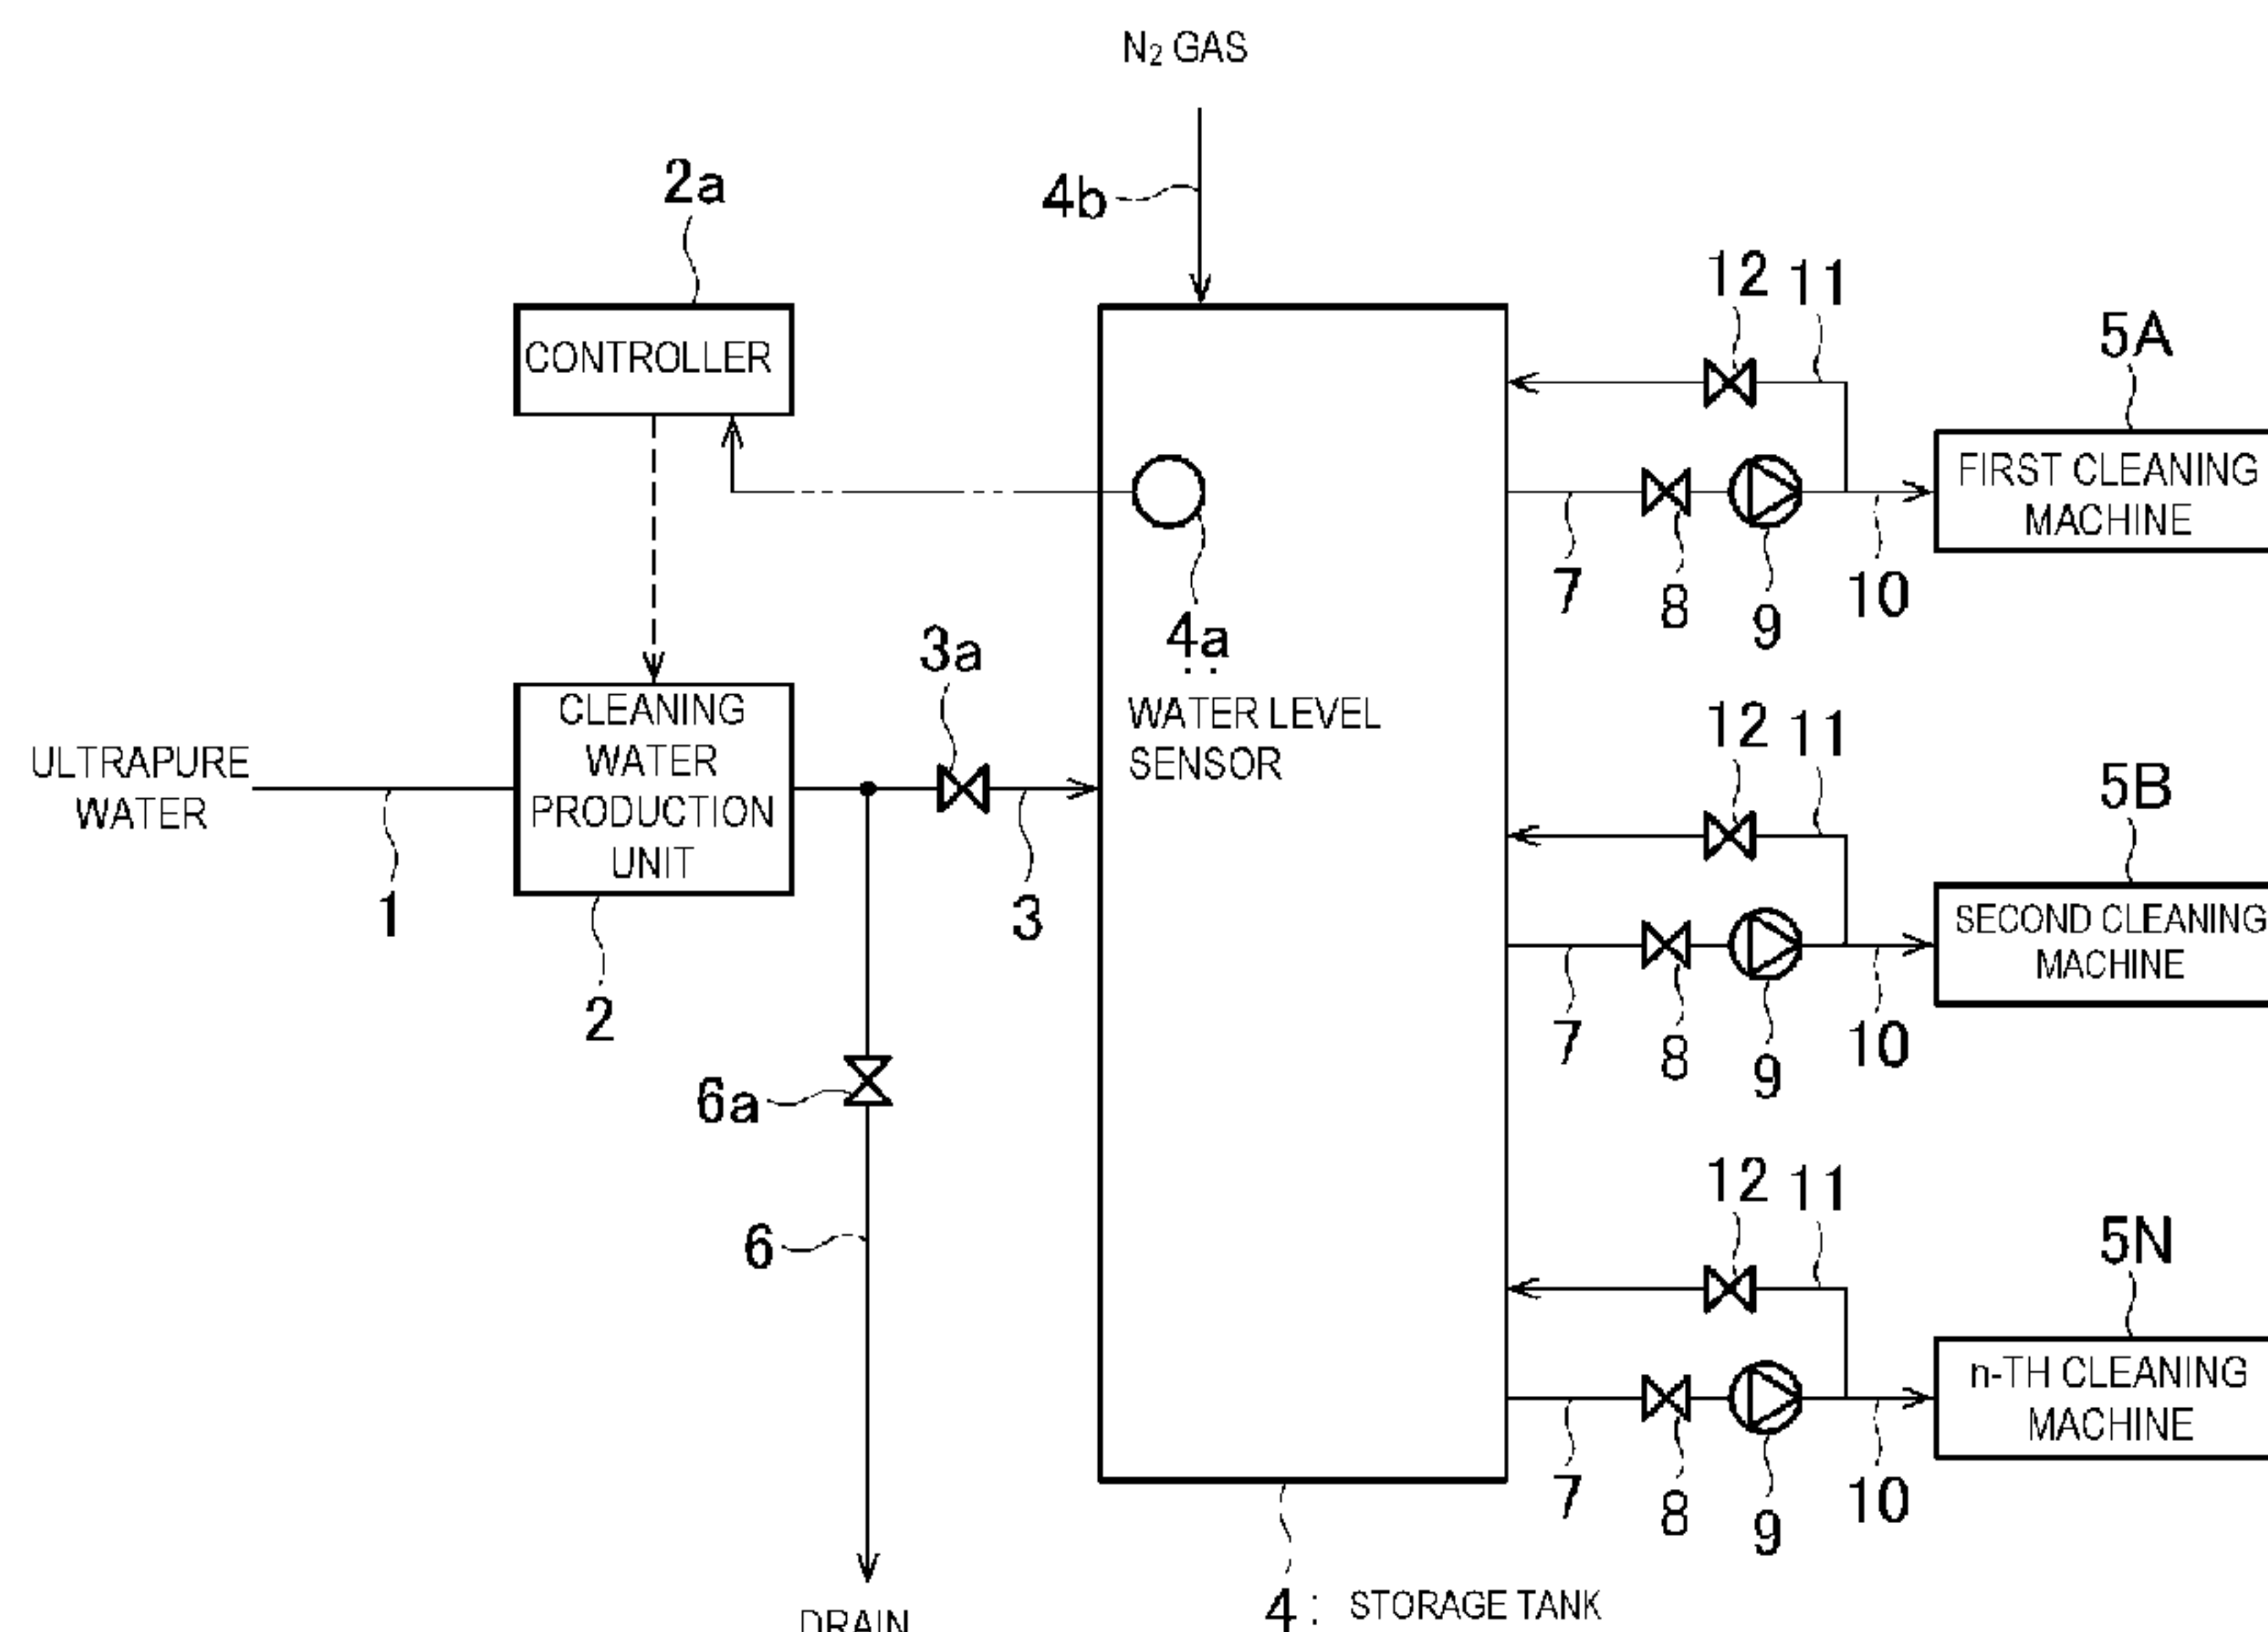 N₂ GAS
2a
4b
CONTROLLER
12 11
5A
FIRST CLEANING
MACHINE
4a
:
WATER LEVEL
SENSOR
7
8
9
10
3a
ULTRAPURE
WATER
CLEANING
WATER
PRODUCTION
UNIT
1
2
3
12 11
5B
SECOND CLEANING
MACHINE
7
8
9
10
6a
6
12 11
5N
n-TH CLEANING
MACHINE
7
8
9
10
DRAIN
4 : STORAGE TANK